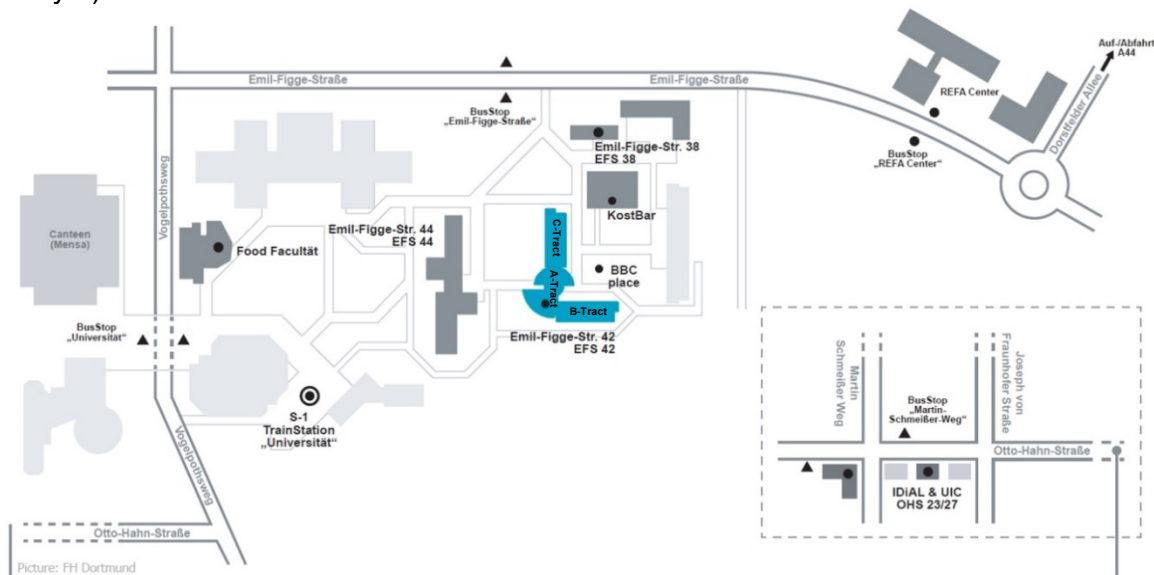 Auf-/Abfahrt
A44
Emil-Figge-Straße
Emil-Figge-Straße
REFA Center
Dorstfelder Allee
BusStop
„Emil-Figge-Straße“
BusStop
„REFA Center“
Emil-Figge-Str. 38
EFS 38
Vogelpothsweg
KostBar
Canteen
(Mensa)
Food Facultät
Emil-Figge-Str. 44
EFS 44
C-Tract
A-Tract
B-Tract
BBC
place
Emil-Figge-Str. 42
EFS 42
BusStop
„Universität“
S-1
TrainStation
„Universität“
Vogelpothsweg
Otto-Hahn-Straße
Martin
Schmeißer Weg
Joseph von
Fraunhofer Straße
BusStop
„Martin-
Schmeißer-Weg“
Otto-Hahn-Straße
IDiAL & UIC
OHS 23/27
Picture: FH Dortmund